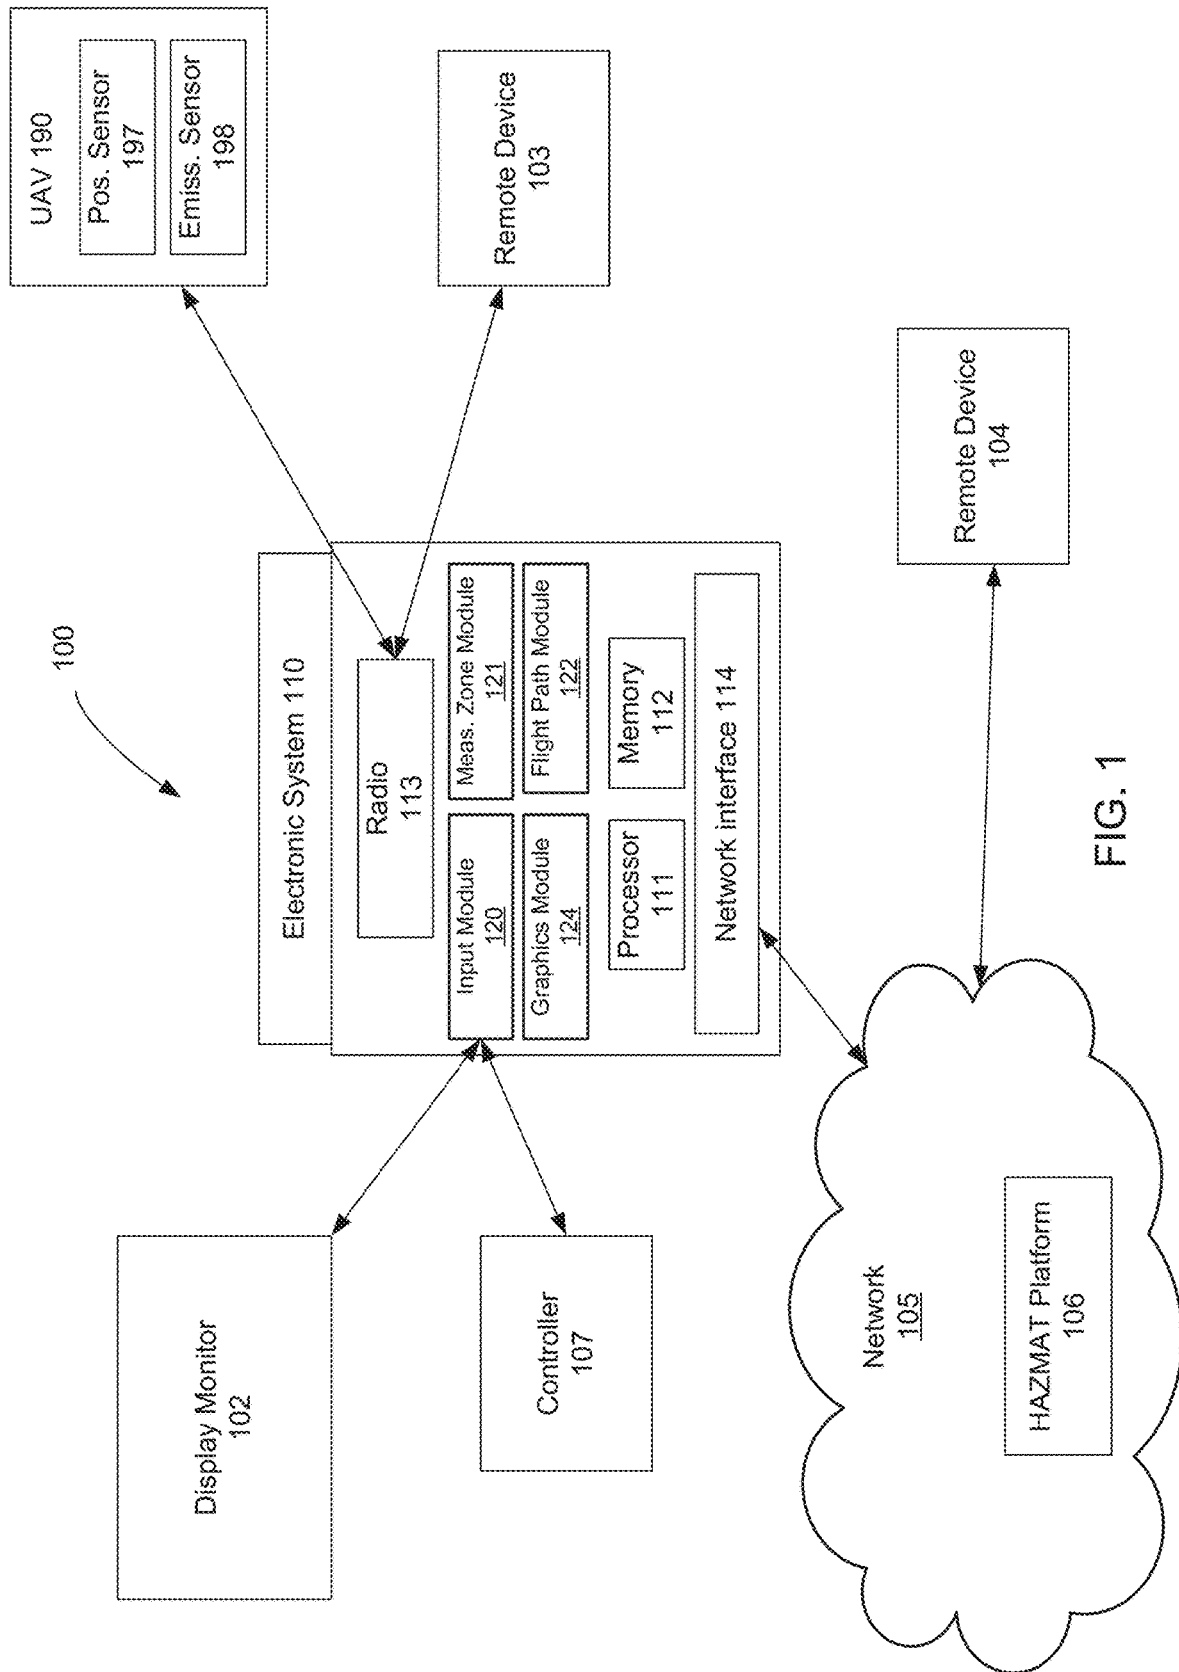 100
UAV 190
Pos. Sensor
197
Emiss. Sensor
198
Remote Device
103
Electronic System 110
Radio
113
Input Module
120
Meas. Zone Module
121
Graphics Module
124
Flight Path Module
122
Processor
111
Memory
112
Network interface 114
Display Monitor
102
Controller
107
Network
105
HAZMAT Platform
106
Remote Device
104
FIG. 1